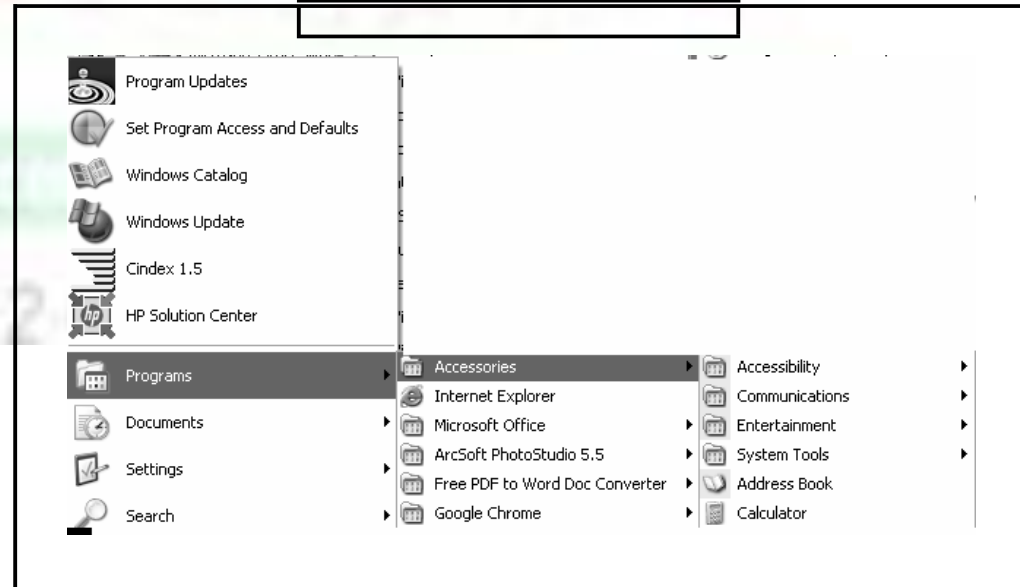 Program Updates
Set Program Access and Defaults
Windows Catalog
Windows Update
Cindex 1.5
hp
HP Solution Center
Programs
Documents
Settings
Search
Accessories
Internet Explorer
Microsoft Office
ArcSoft PhotoStudio 5.5
Free PDF to Word Doc Converter
Google Chrome
Accessibility
Communications
Entertainment
System Tools
Address Book
Calculator